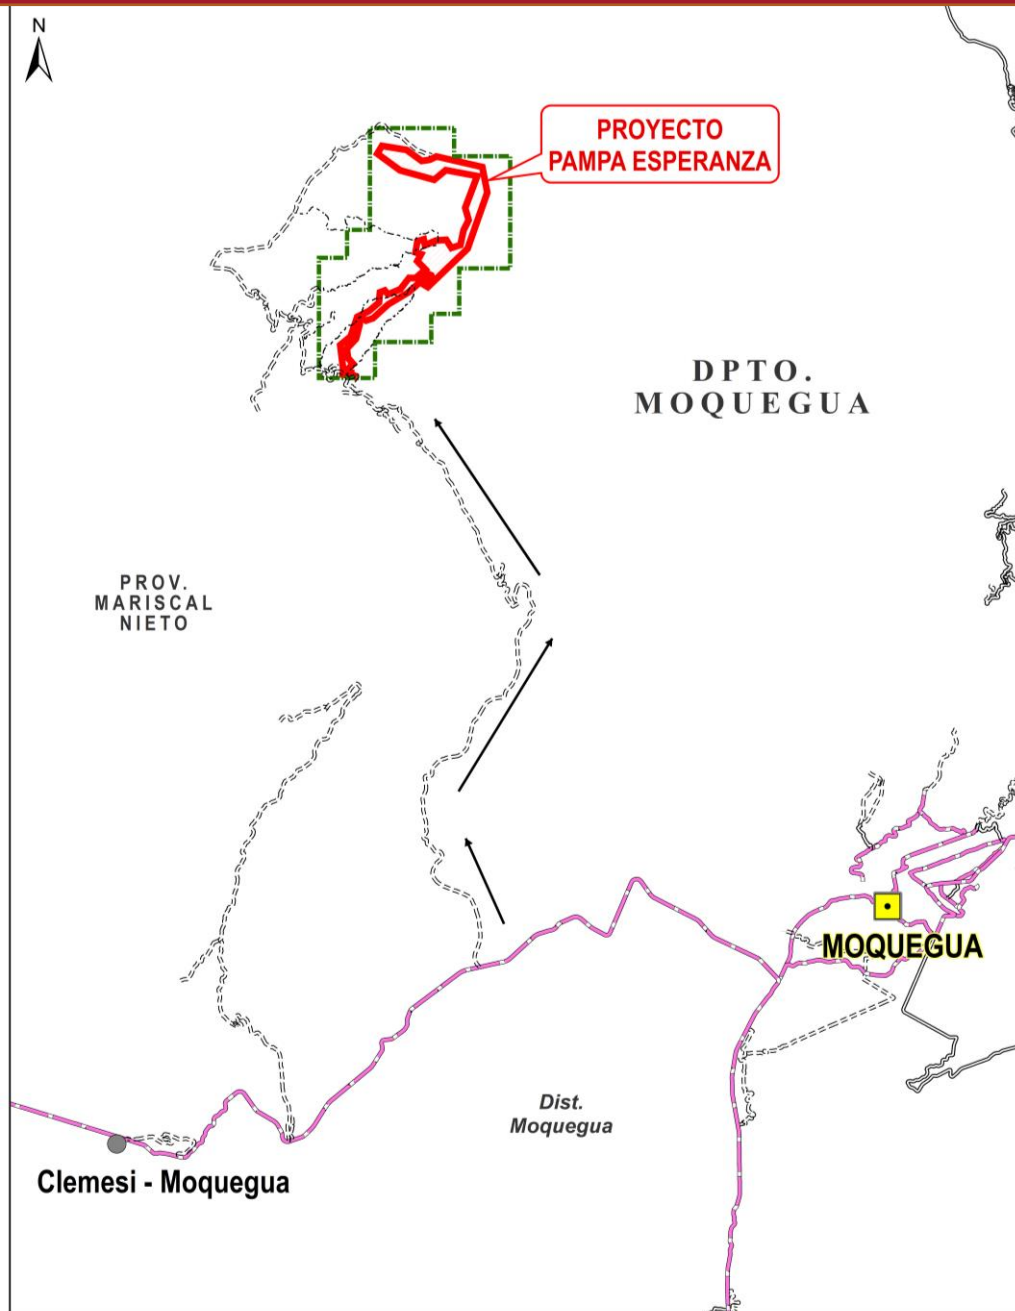 N
PROYECTO
PAMPA ESPERANZA
DPTO.
MOQUEGUA
PROV.
MARISCAL
NIETO
MOQUEGUA
Dist.
Moquegua
Clemesi - Moquegua